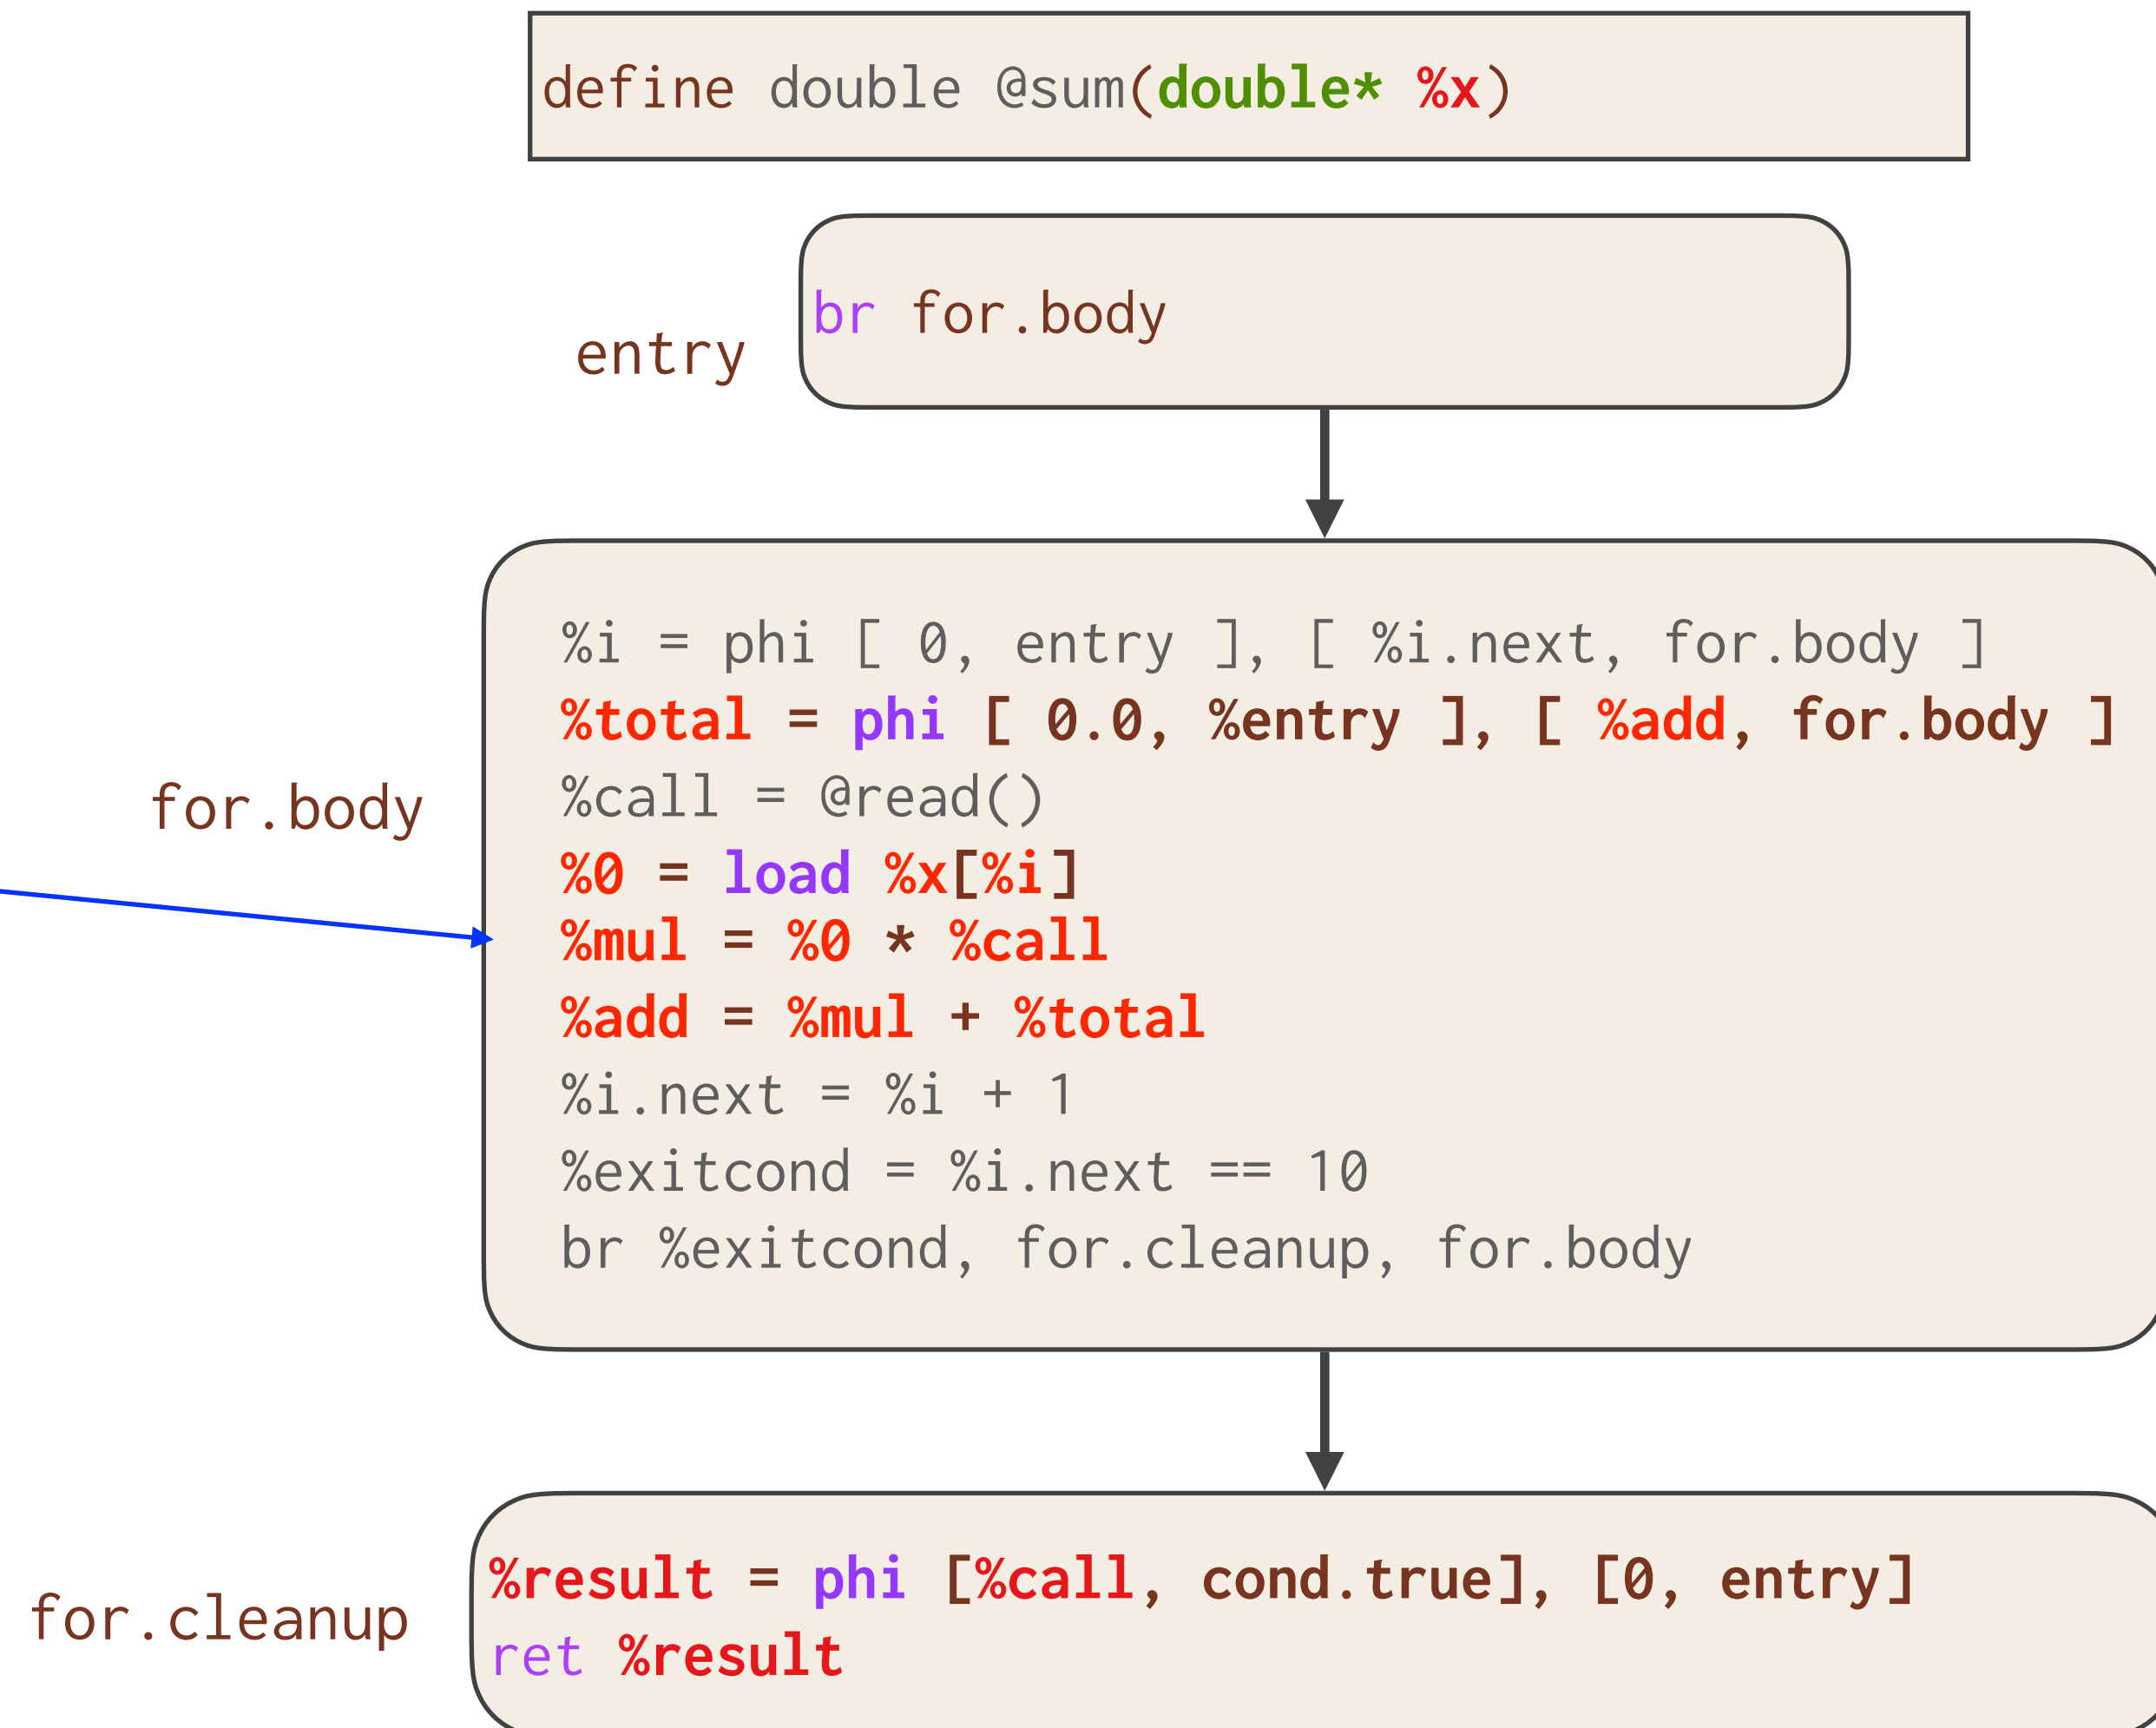 define double @sum(double* %x)
br for.body
entry
%i = phi [ 0, entry ], [ %i.next, for.body ]
%total = phi [ 0.0, %entry ], [ %add, for.body ]
%call = @read()
for.body
%0 = load %x[%i]
%mul = %0 * %call
%add = %mul + %total
%i.next = %i + 1
%exitcond = %i.next == 10
br %exitcond, for.cleanup, for.body
%result = phi [%call, cond.true], [0, entry]
for.cleanup
ret %result